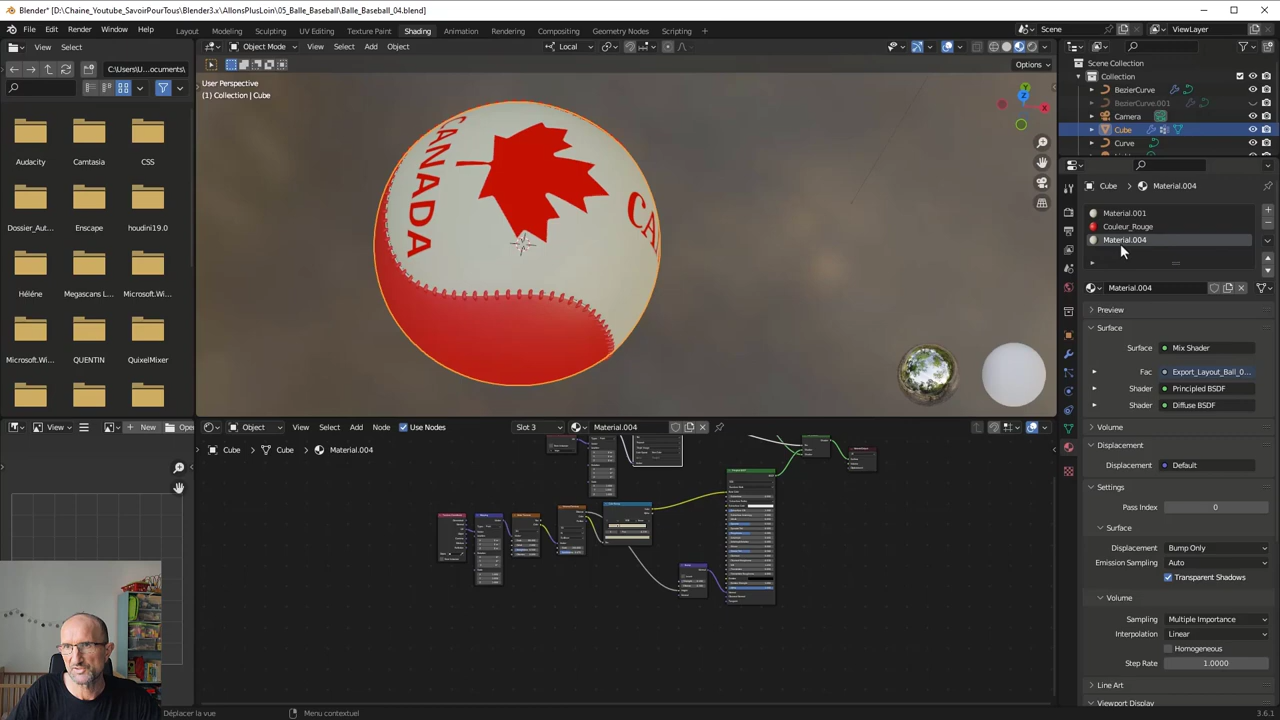 Blender* [D:\Chaine_Youtube_SavoirPourTous\Blender3.x\AllonsPlusLoin\05_Balle_Baseball\Balle_Baseball_04.blend]
File Edit Render Window Help Layout Modeling Sculpting UV Editing Texture Paint Shading Animation Rendering Compositing Geometry Nodes Scripting Scene ViewLayer
View Select
Object Mode View Select Add Object Local
C:\Users\U...ocuments\
Options
User Perspective
(1) Collection | Cube
Scene Collection
Collection
BezierCurve
BezierCurve.001
Camera
Cube
Curve
Audacity Camtasia CSS
Dossier_Aut... Enscape houdini19.0
Hélène Megascans L... Microsoft.Wi...
Microsoft.Wi... QUENTIN QuixelMixer
CANADA
CA
Cube Material.004
Material.001
Couleur_Rouge
Material.004
Material.004
Preview
Surface
Surface Mix Shader
Fac Export_Layout_Ball_0...
Shader Principled BSDF
Shader Diffuse BSDF
Volume
Displacement
Displacement Default
Settings
Pass Index 0
Surface
Displacement Bump Only
Emission Sampling Auto
Transparent Shadows
Volume
Sampling Multiple Importance
Interpolation Linear
Homogeneous
Step Rate 1.0000
Line Art
Viewport Display
View New Open
Object View Select Add Node Use Nodes Slot 3 Material.004
Cube Cube Material.004
Déplacer la vue Menu contextuel 3.6.1